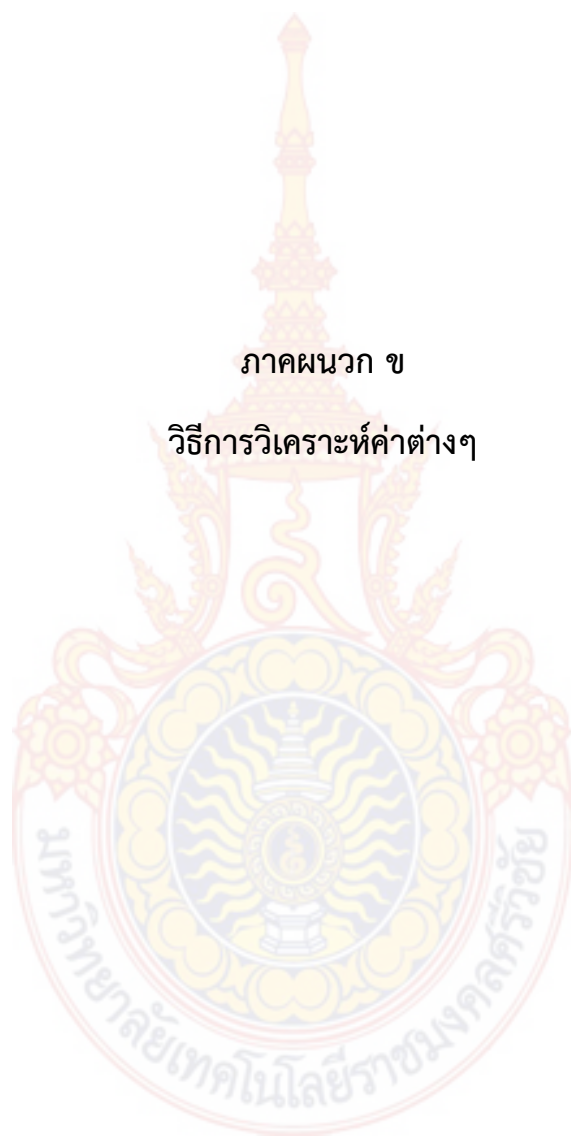 ภาคผนวก ข
วิธีการวิเคราะห์ค่าต่างๆ
มหาวิทยาลัยเทคโนโลยีราชมงคลศรีวิชัย